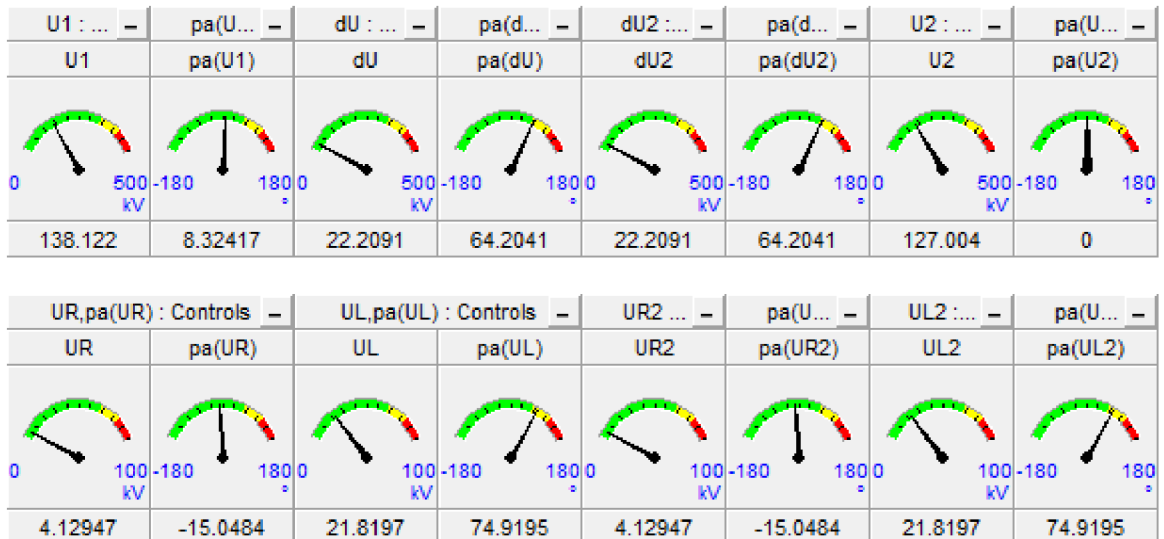 U1 : ... – pa(U... – dU : ... – pa(d... – dU2 :... – pa(d... – U2 : ... – pa(U... –
U1 pa(U1) dU pa(dU) dU2 pa(dU2) U2 pa(U2)
0 500 -180 180 0 500 -180 180 0 500 -180 180 0 500 -180 180
kV ° kV ° kV ° kV °
138.122 8.32417 22.2091 64.2041 22.2091 64.2041 127.004 0
UR,pa(UR) : Controls – UL,pa(UL) : Controls – UR2 ... – pa(U... – UL2 :... – pa(U... –
UR pa(UR) UL pa(UL) UR2 pa(UR2) UL2 pa(UL2)
0 100 -180 180 0 100 -180 180 0 100 -180 180 0 100 -180 180
kV ° kV ° kV ° kV °
4.12947 -15.0484 21.8197 74.9195 4.12947 -15.0484 21.8197 74.9195